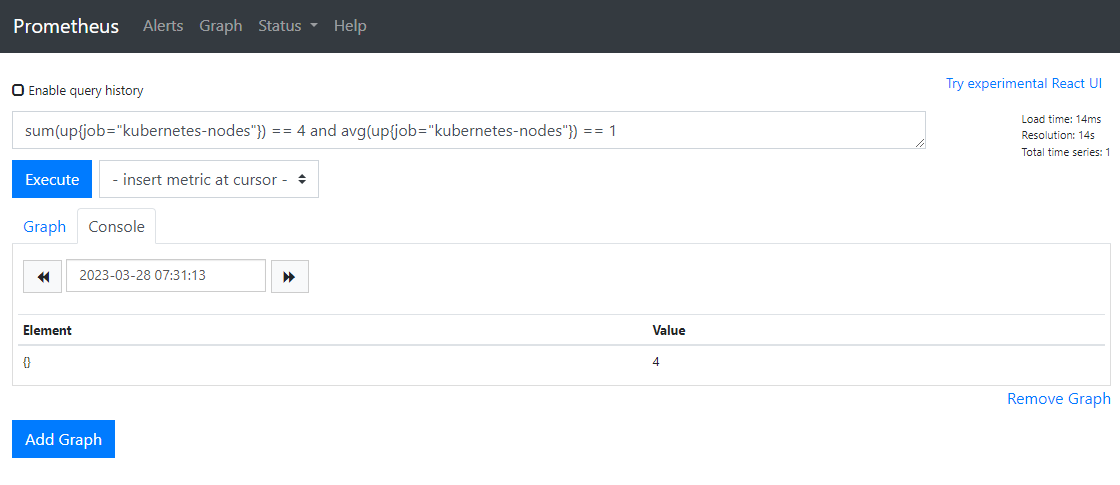 Prometheus Alerts Graph Status Help
Try experimental React UI
Enable query history
sum(up{job="kubernetes-nodes"}) == 4 and avg(up{job="kubernetes-nodes"}) == 1
Load time: 14ms
Resolution: 14s
Total time series: 1
Execute - insert metric at cursor -
Graph Console
2023-03-28 07:31:13
Element Value
{} 4
Remove Graph
Add Graph